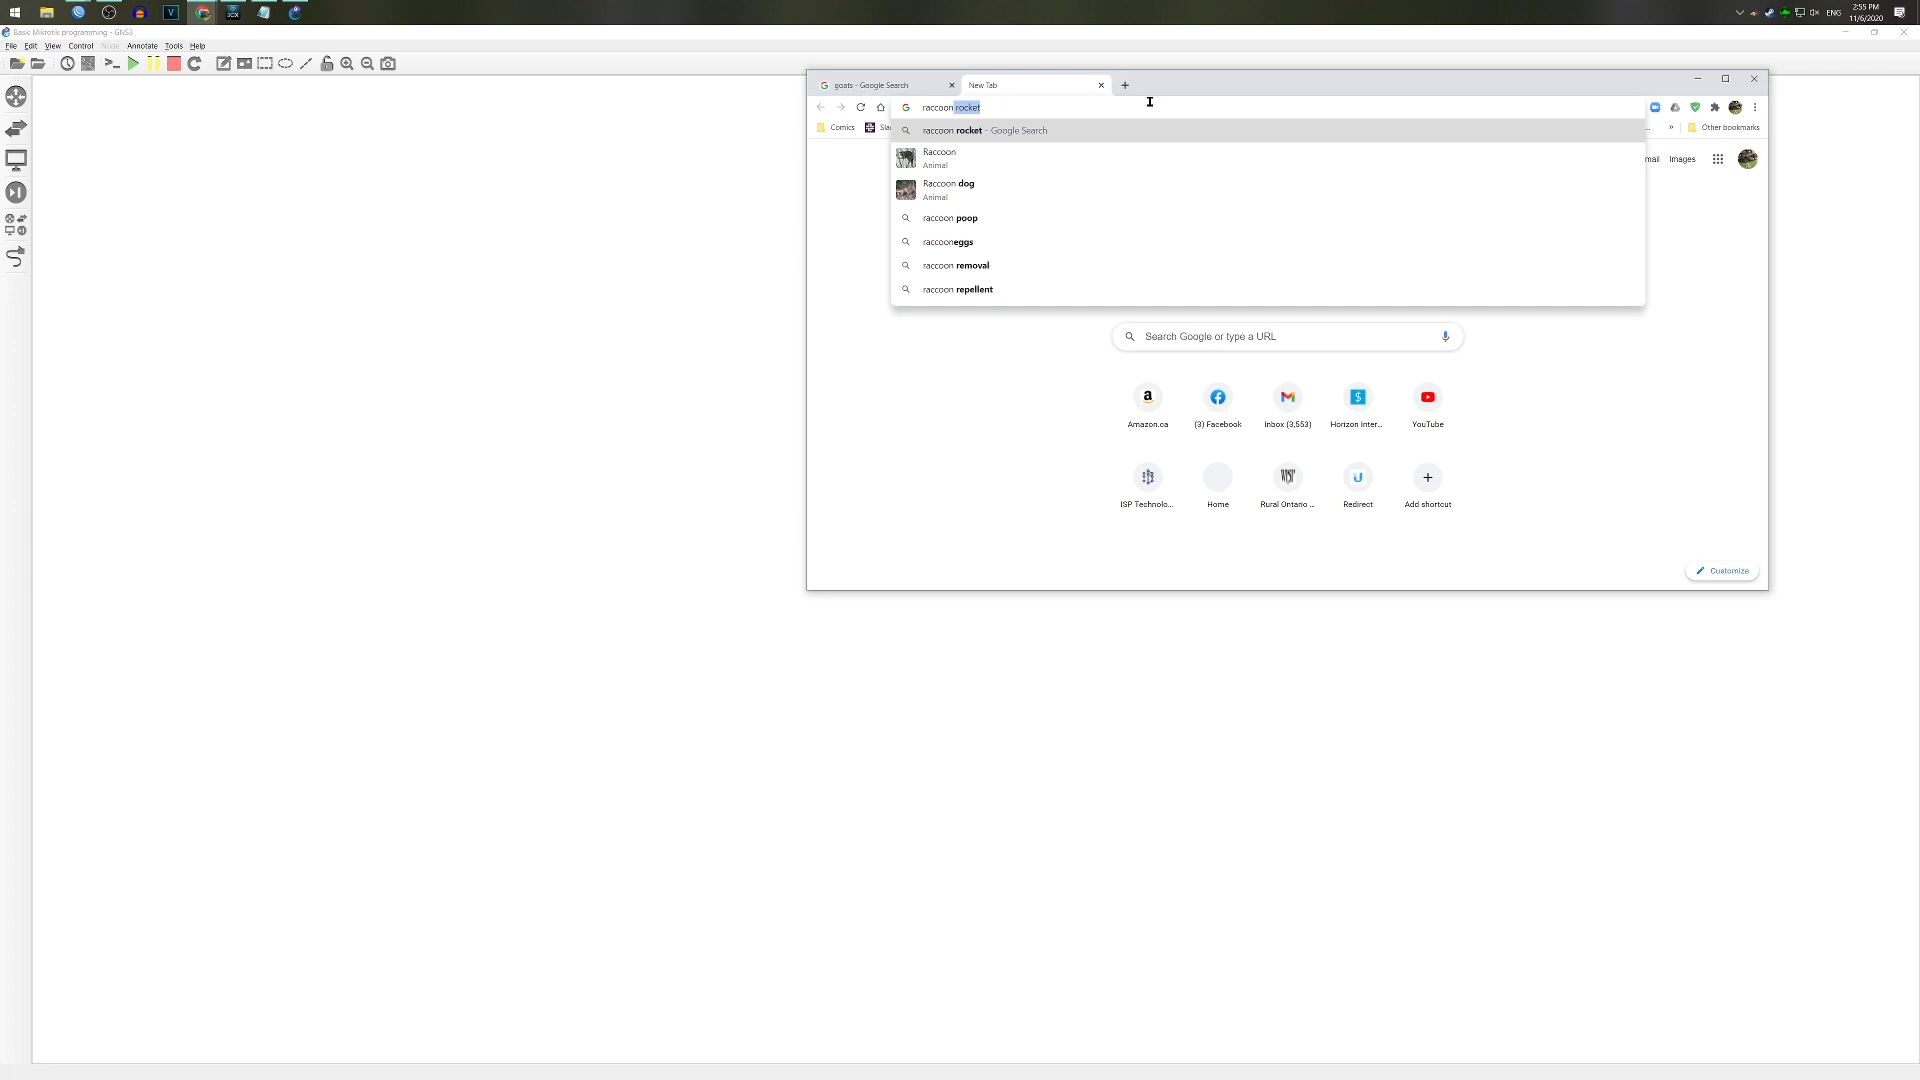 ENG
2:55 PM
11/6/2020
Basic Mikrotik programming - GNS3
File Edit View Control Node Annotate Tools Help
goats - Google Search
New Tab
raccoon rocket
raccoon rocket - Google Search
Comics
Sla
Other bookmarks
Raccoon
Animal
mail Images
Raccoon dog
Animal
raccoon poop
raccooneggs
raccoon removal
raccoon repellent
Search Google or type a URL
Amazon.ca
(3) Facebook
Inbox (3,553)
Horizon Inter...
YouTube
ISP Technolo...
Home
Rural Ontario ...
Redirect
Add shortcut
Customize